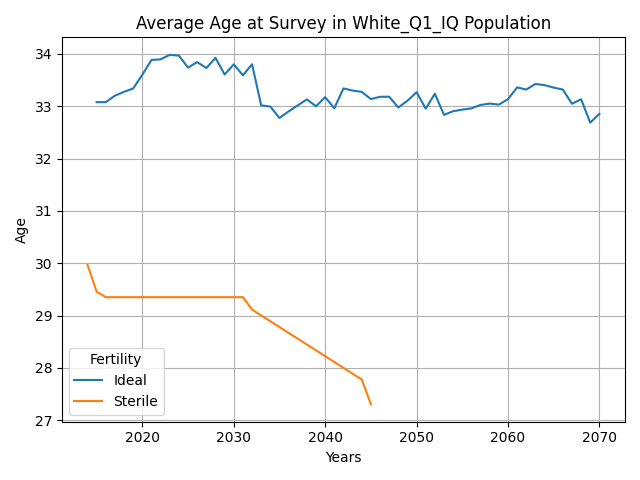 Average Age at Survey in White_Q1_IQ Population
34
33
32
31
30
29
28
27
Age
Fertility
Ideal
Sterile
2020 2030 2040 2050 2060 2070
Years